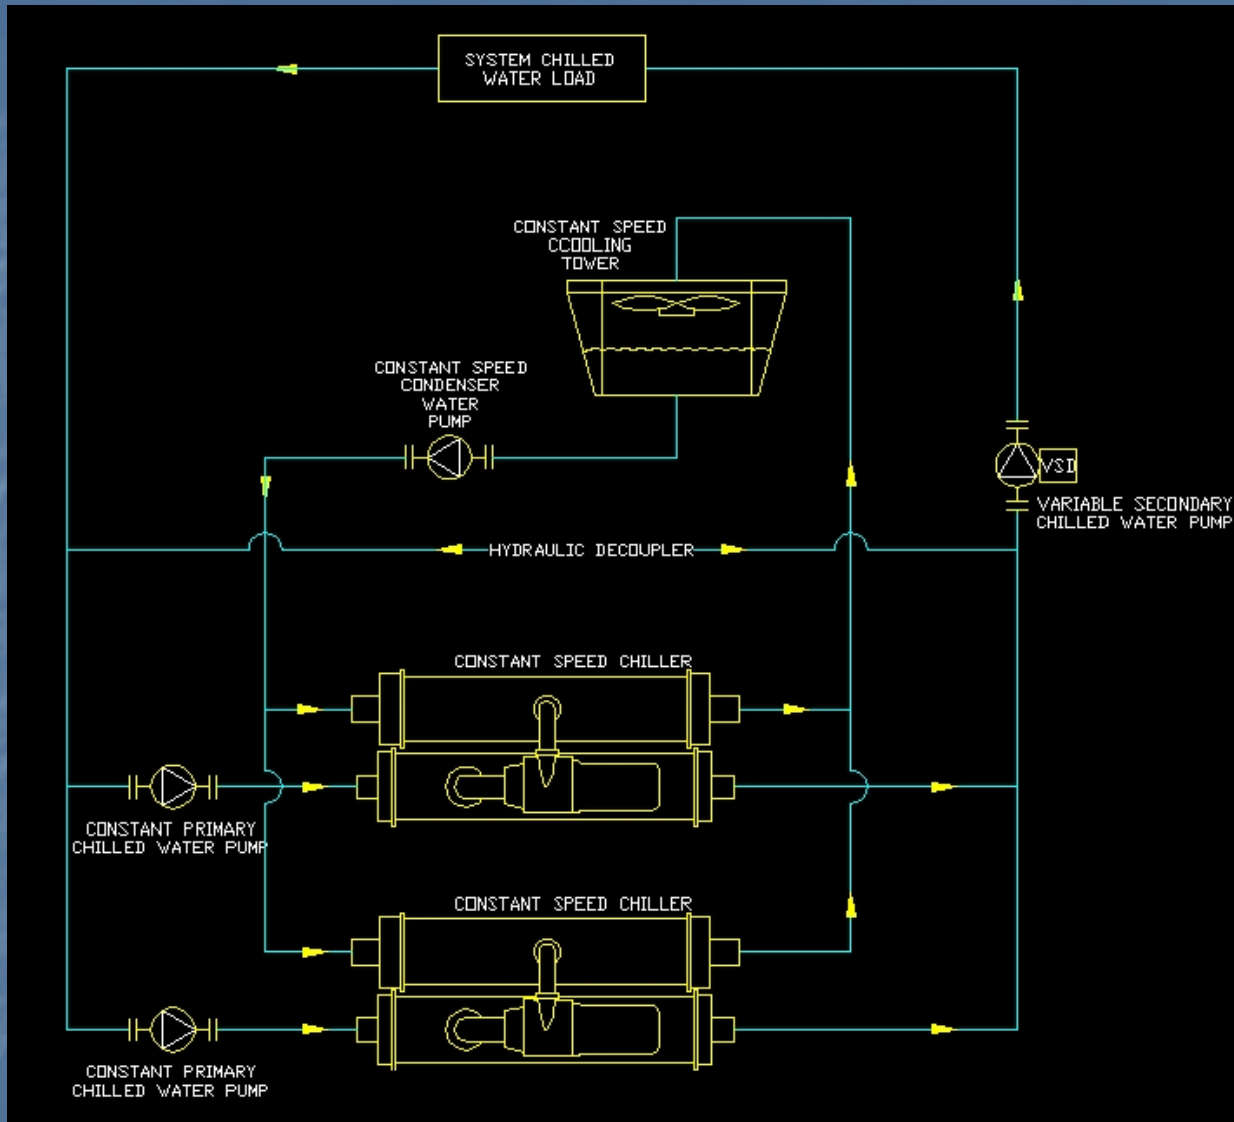 SYSTEM CHILLED
WATER LOAD
CONSTANT SPEED
CCOOLING
TOWER
CONSTANT SPEED
CONDENSER
WATER
PUMP
VSD
VARIABLE SECONDARY
CHILLED WATER PUMP
HYDRAULIC DECOUPLER
CONSTANT SPEED CHILLER
CONSTANT PRIMARY
CHILLED WATER PUMP
CONSTANT SPEED CHILLER
CONSTANT PRIMARY
CHILLED WATER PUMP